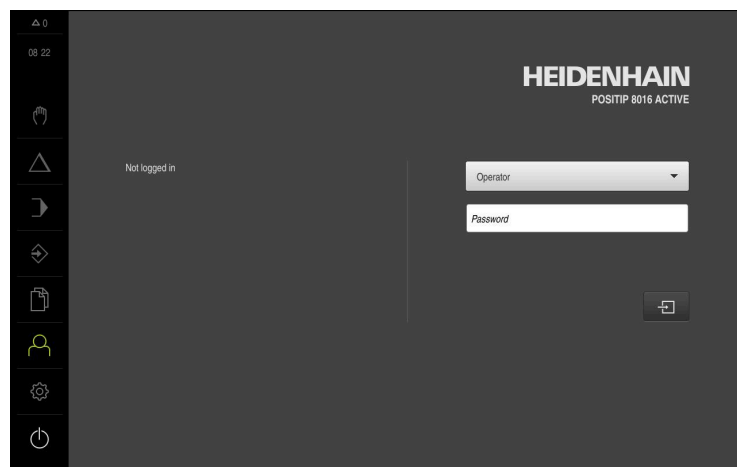 0
08 22
HEIDENHAIN
POSITIP 8016 ACTIVE
Not logged in
Operator
Password